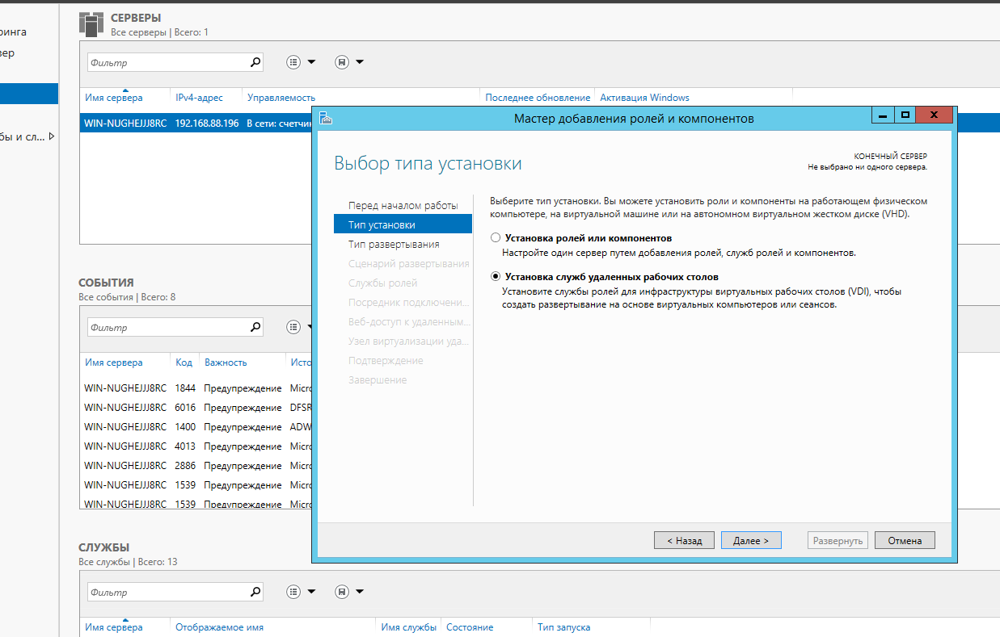 СЕРВЕРЫ
Все серверы | Всего: 1
ринга
вер
бы и сл...
Фильтр
Имя сервера IPv4-адрес Управляемость Последнее обновление Активация Windows
WIN-NUGHEJJJ8RC 192.168.88.196 В сети: счетчик
Мастер добавления ролей и компонентов
Выбор типа установки
КОНЕЧНЫЙ СЕРВЕР
Не выбрано ни одного сервера.
Перед началом работы
Тип установки
Тип развертывания
Сценарий развертывания
Службы ролей
Посредник подключени...
Веб-доступ к удаленным...
Узел виртуализации уда...
Подтверждение
Завершение
Выберите тип установки. Вы можете установить роли и компоненты на работающем физическом
компьютере, на виртуальной машине или на автономном виртуальном жестком диске (VHD).
Установка ролей или компонентов
Настройте один сервер путем добавления ролей, служб ролей и компонентов.
Установка служб удаленных рабочих столов
Установите службы ролей для инфраструктуры виртуальных рабочих столов (VDI), чтобы
создать развертывание на основе виртуальных компьютеров или сеансов.
< Назад
Далее >
Развернуть
Отмена
СОБЫТИЯ
Все события | Всего: 8
Фильтр
Имя сервера Код Важность Исто
WIN-NUGHEJJJ8RC 1844 Предупреждение Micro
WIN-NUGHEJJJ8RC 6016 Предупреждение DFSR
WIN-NUGHEJJJ8RC 1400 Предупреждение ADW
WIN-NUGHEJJJ8RC 4013 Предупреждение Micro
WIN-NUGHEJJJ8RC 2886 Предупреждение Micro
WIN-NUGHEJJJ8RC 1539 Предупреждение Micro
WIN-NUGHEJJJ8RC 1539 Предупреждение Micro
СЛУЖБЫ
Все службы | Всего: 13
Фильтр
Имя сервера Отображаемое имя Имя службы Состояние Тип запуска